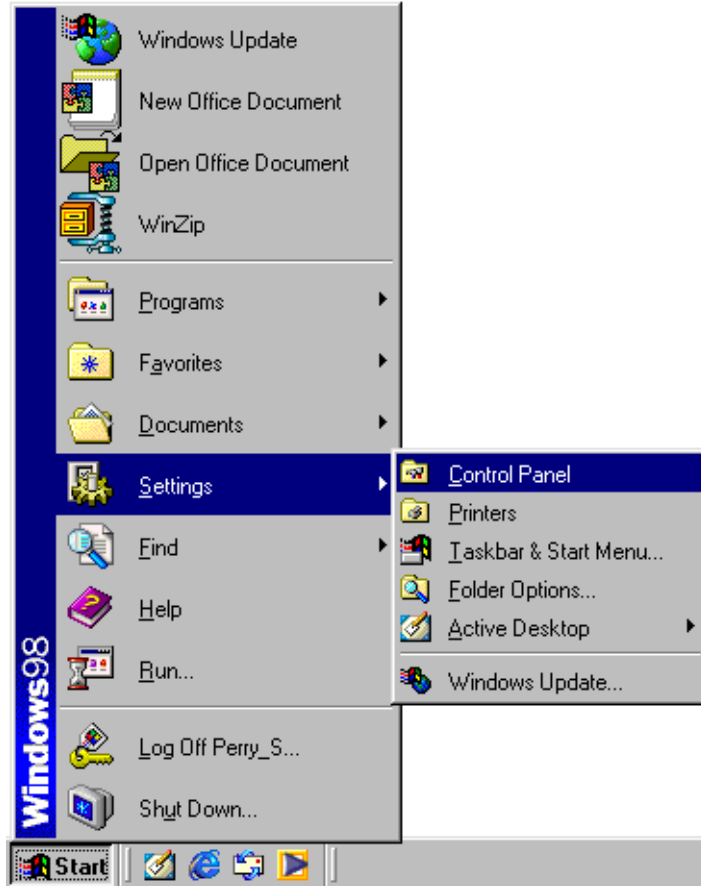 Windows Update
New Office Document
Open Office Document
WinZip
Programs
Favorites
Documents
Settings
Find
Help
Run...
Log Off Perry_S...
Shut Down...
Control Panel
Printers
Taskbar & Start Menu...
Folder Options...
Active Desktop
Windows Update...
Windows98
Start